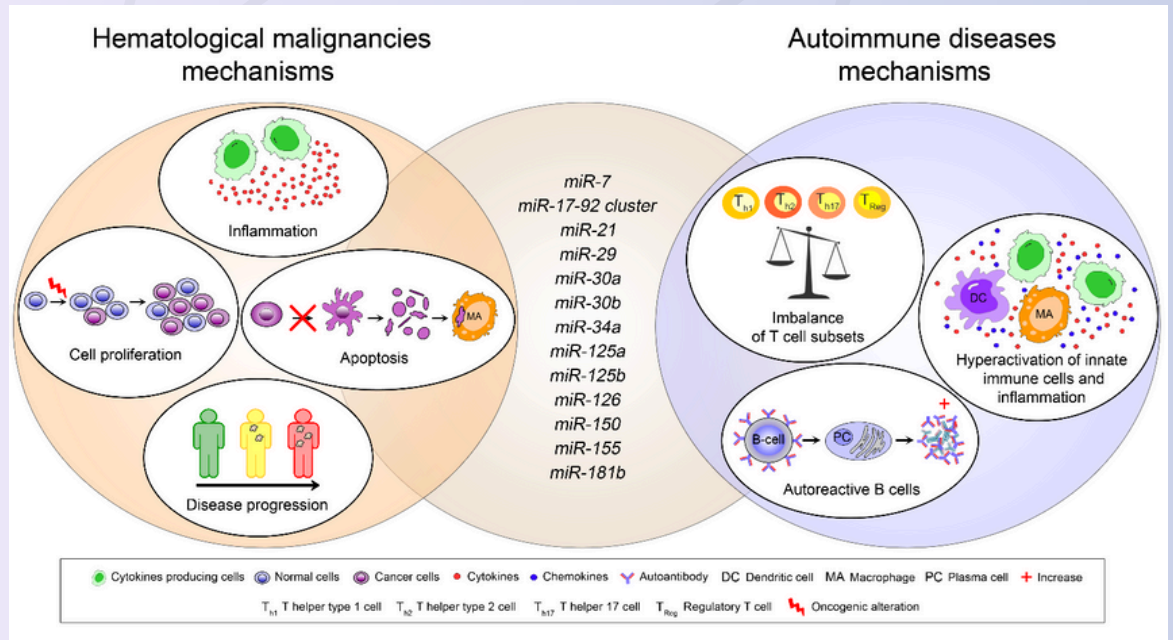 Hematological malignancies
mechanisms
Autoimmune diseases
mechanisms
Inflammation
Cell proliferation
MA
Apoptosis
Disease progression
miR-7
miR-17-92 cluster
miR-21
miR-29
miR-30a
miR-30b
miR-34a
miR-125a
miR-125b
miR-126
miR-150
miR-155
miR-181b
Th1 Th2 Th17 TReg
Imbalance
of T cell subsets
DC
MA
Hyperactivation of innate
immune cells and
inflammation
+
B-cell PC
Autoreactive B cells
Cytokines producing cells Normal cells Cancer cells Cytokines Chemokines Autoantibody DC Dendritic cell MA Macrophage PC Plasma cell + Increase
Th1 T helper type 1 cell Th2 T helper type 2 cell Th17 T helper 17 cell TReg Regulatory T cell Oncogenic alteration